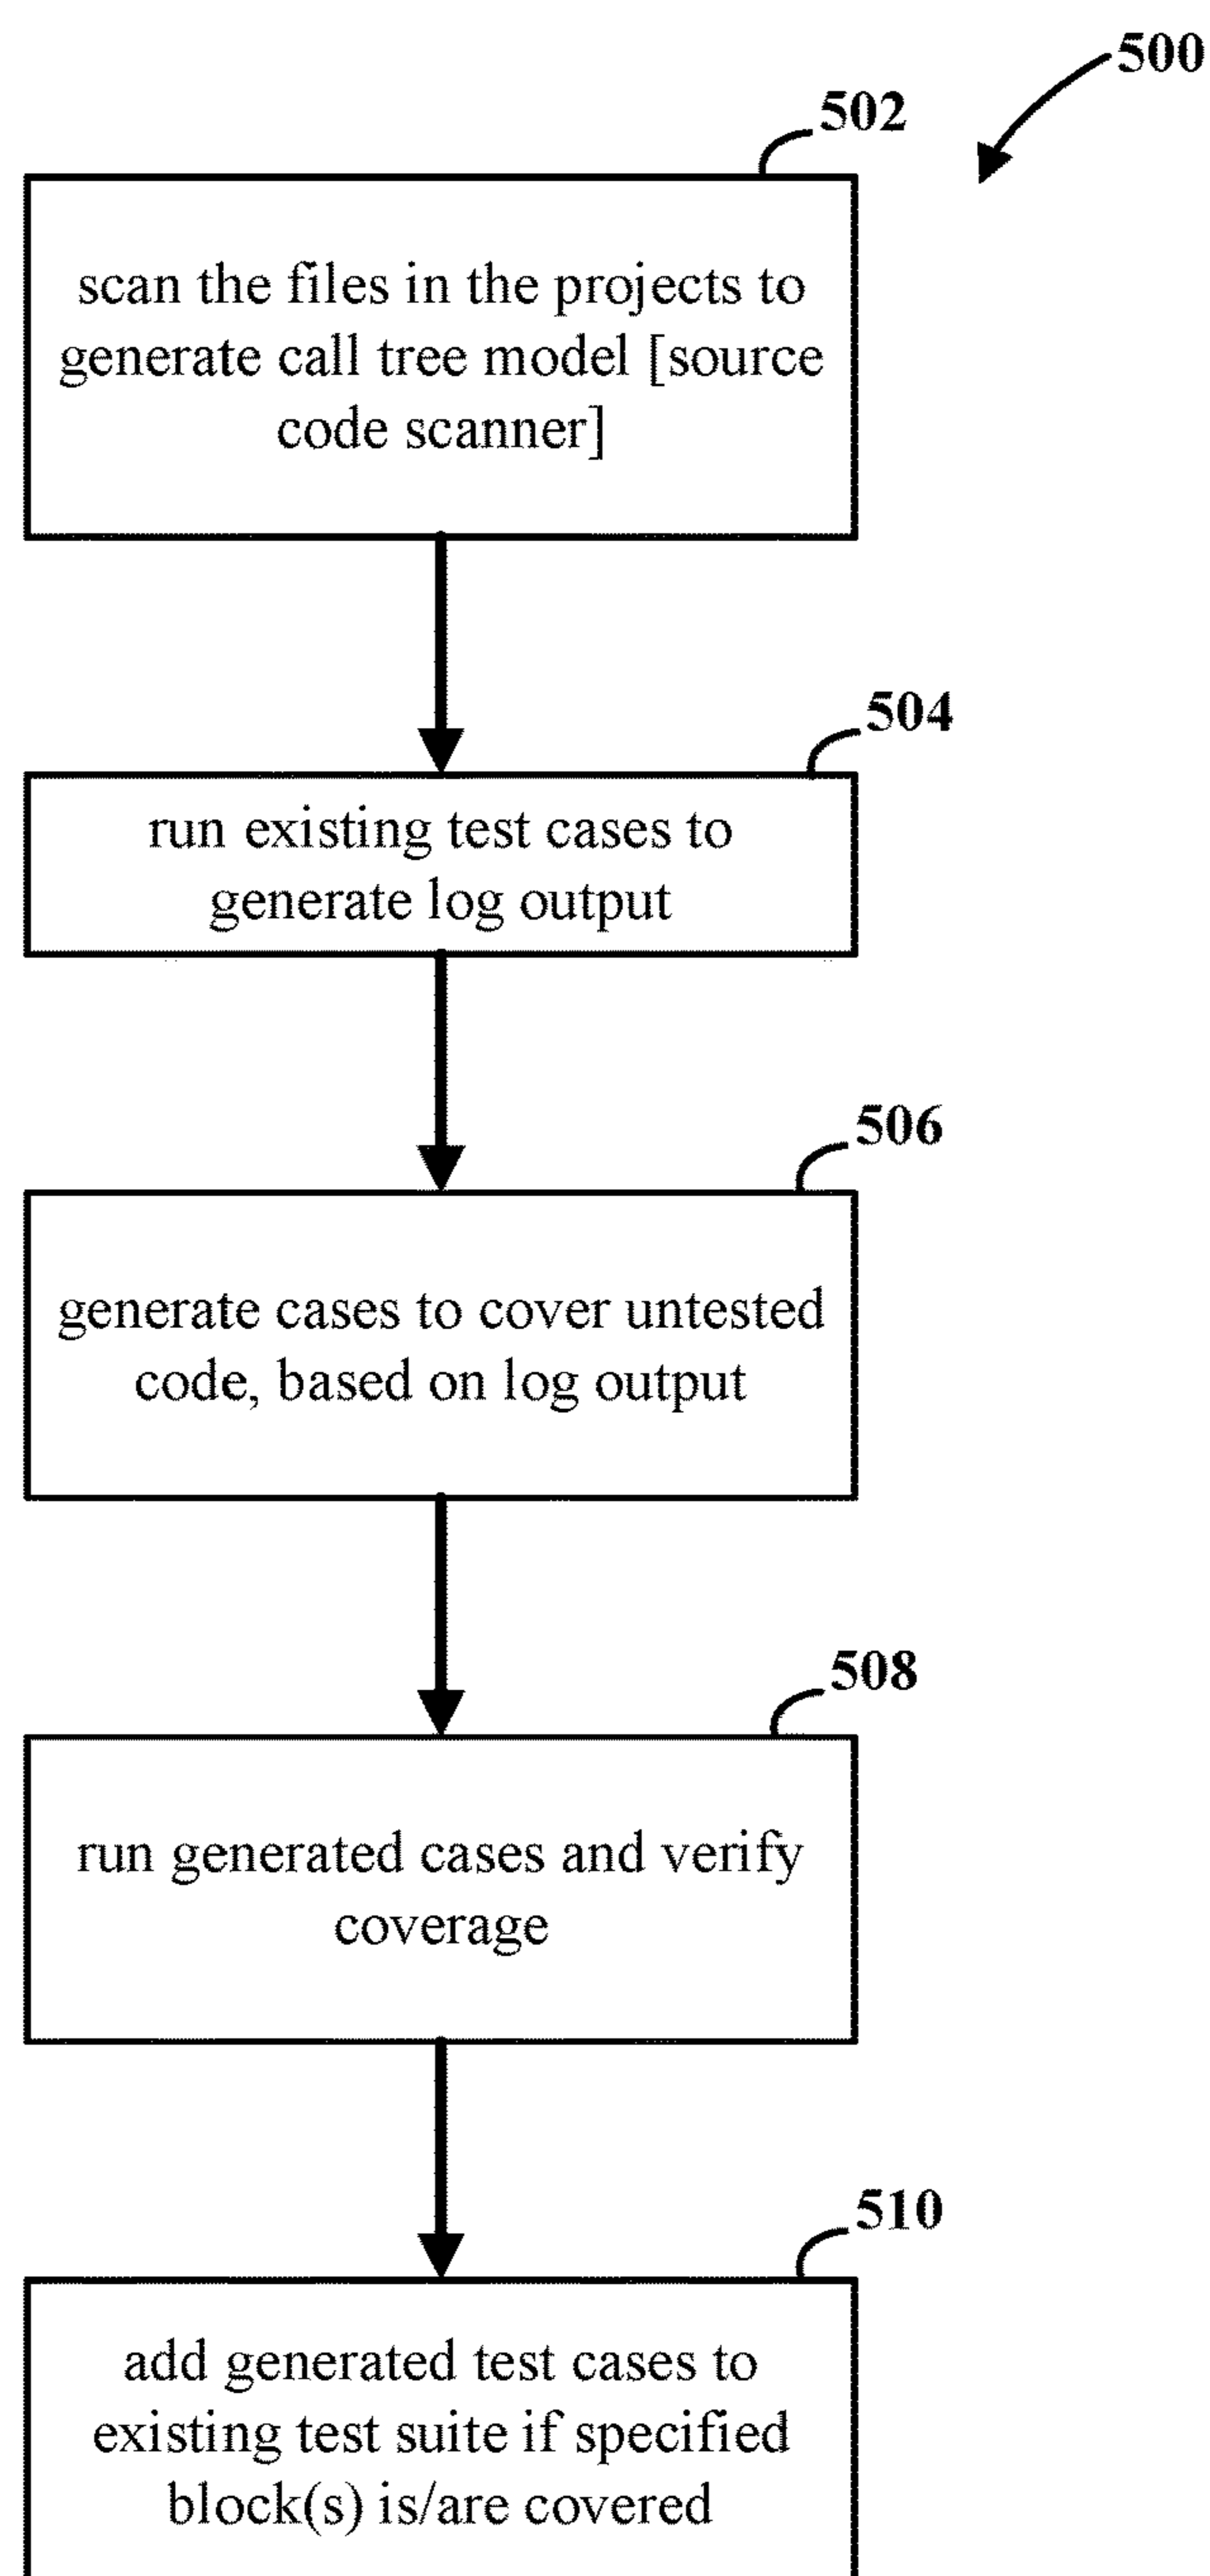 500
502
scan the files in the projects to
generate call tree model [source
code scanner]
504
run existing test cases to
generate log output
506
generate cases to cover untested
code, based on log output
508
run generated cases and verify
coverage
510
add generated test cases to
existing test suite if specified
block(s) is/are covered